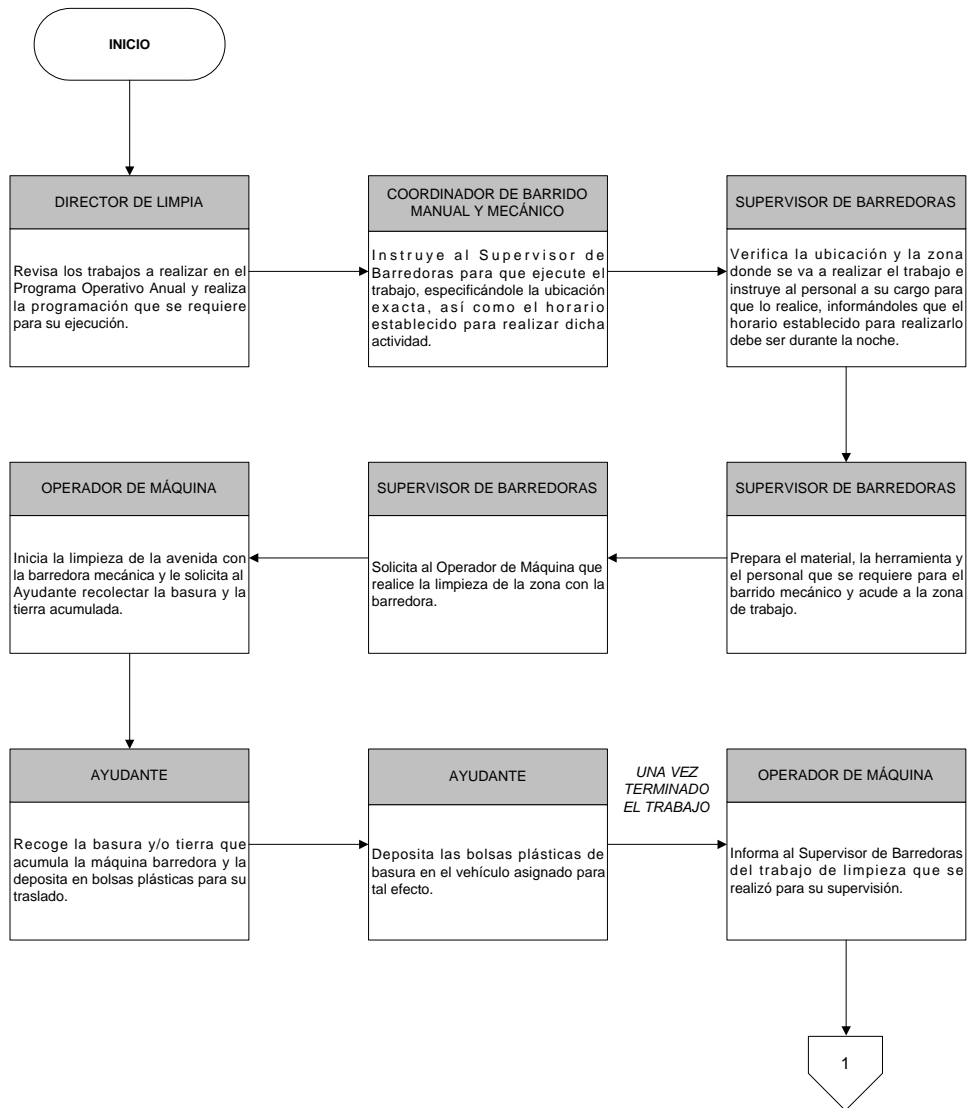 INICIO
DIRECTOR DE LIMPIA
Revisa los trabajos a realizar en el
Programa Operativo Anual y realiza
la programación que se requiere
para su ejecución.
COORDINADOR DE BARRIDO
MANUAL Y MECÁNICO
Instruye al Supervisor de
Barredoras para que ejecute el
trabajo, especificándole la ubicación
exacta, así como el horario
establecido para realizar dicha
actividad.
SUPERVISOR DE BARREDORAS
Verifica la ubicación y la zona
donde se va a realizar el trabajo e
instruye al personal a su cargo para
que lo realice, informándoles que el
horario establecido para realizarlo
debe ser durante la noche.
SUPERVISOR DE BARREDORAS
Prepara el material, la herramienta y
el personal que se requiere para el
barrido mecánico y acude a la zona
de trabajo.
SUPERVISOR DE BARREDORAS
Solicita al Operador de Máquina que
realice la limpieza de la zona con la
barredora.
OPERADOR DE MÁQUINA
Inicia la limpieza de la avenida con
la barredora mecánica y le solicita al
Ayudante recolectar la basura y la
tierra acumulada.
AYUDANTE
Recoge la basura y/o tierra que
acumula la máquina barredora y la
deposita en bolsas plásticas para su
traslado.
AYUDANTE
Deposita las bolsas plásticas de
basura en el vehículo asignado para
tal efecto.
UNA VEZ
TERMINADO
EL TRABAJO
OPERADOR DE MÁQUINA
Informa al Supervisor de Barredoras
del trabajo de limpieza que se
realizó para su supervisión.
1